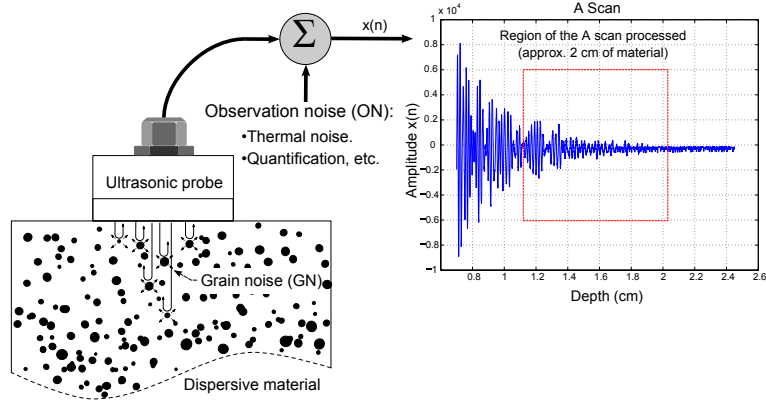 x(n)
Σ
Observation noise (ON):
•Thermal noise.
•Quantification, etc.
Ultrasonic probe
Grain noise (GN)
Dispersive material
A Scan
x 10⁴
Region of the A scan processed
(approx. 2 cm of material)
Amplitude x(n)
1
0.8
0.6
0.4
0.2
0
−0.2
−0.4
−0.6
−0.8
−1
0.8 1 1.2 1.4 1.6 1.8 2 2.2 2.4 2.6
Depth (cm)